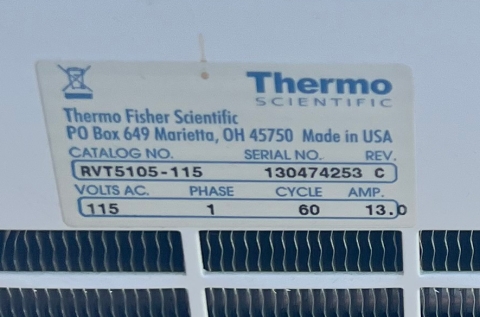 Thermo
SCIENTIFIC
Thermo Fisher Scientific
PO Box 649 Marietta, OH 45750 Made in USA
CATALOG NO. SERIAL NO. REV.
RVT5105-115 130474253 C
VOLTS AC. PHASE CYCLE AMP.
115 1 60 13.0